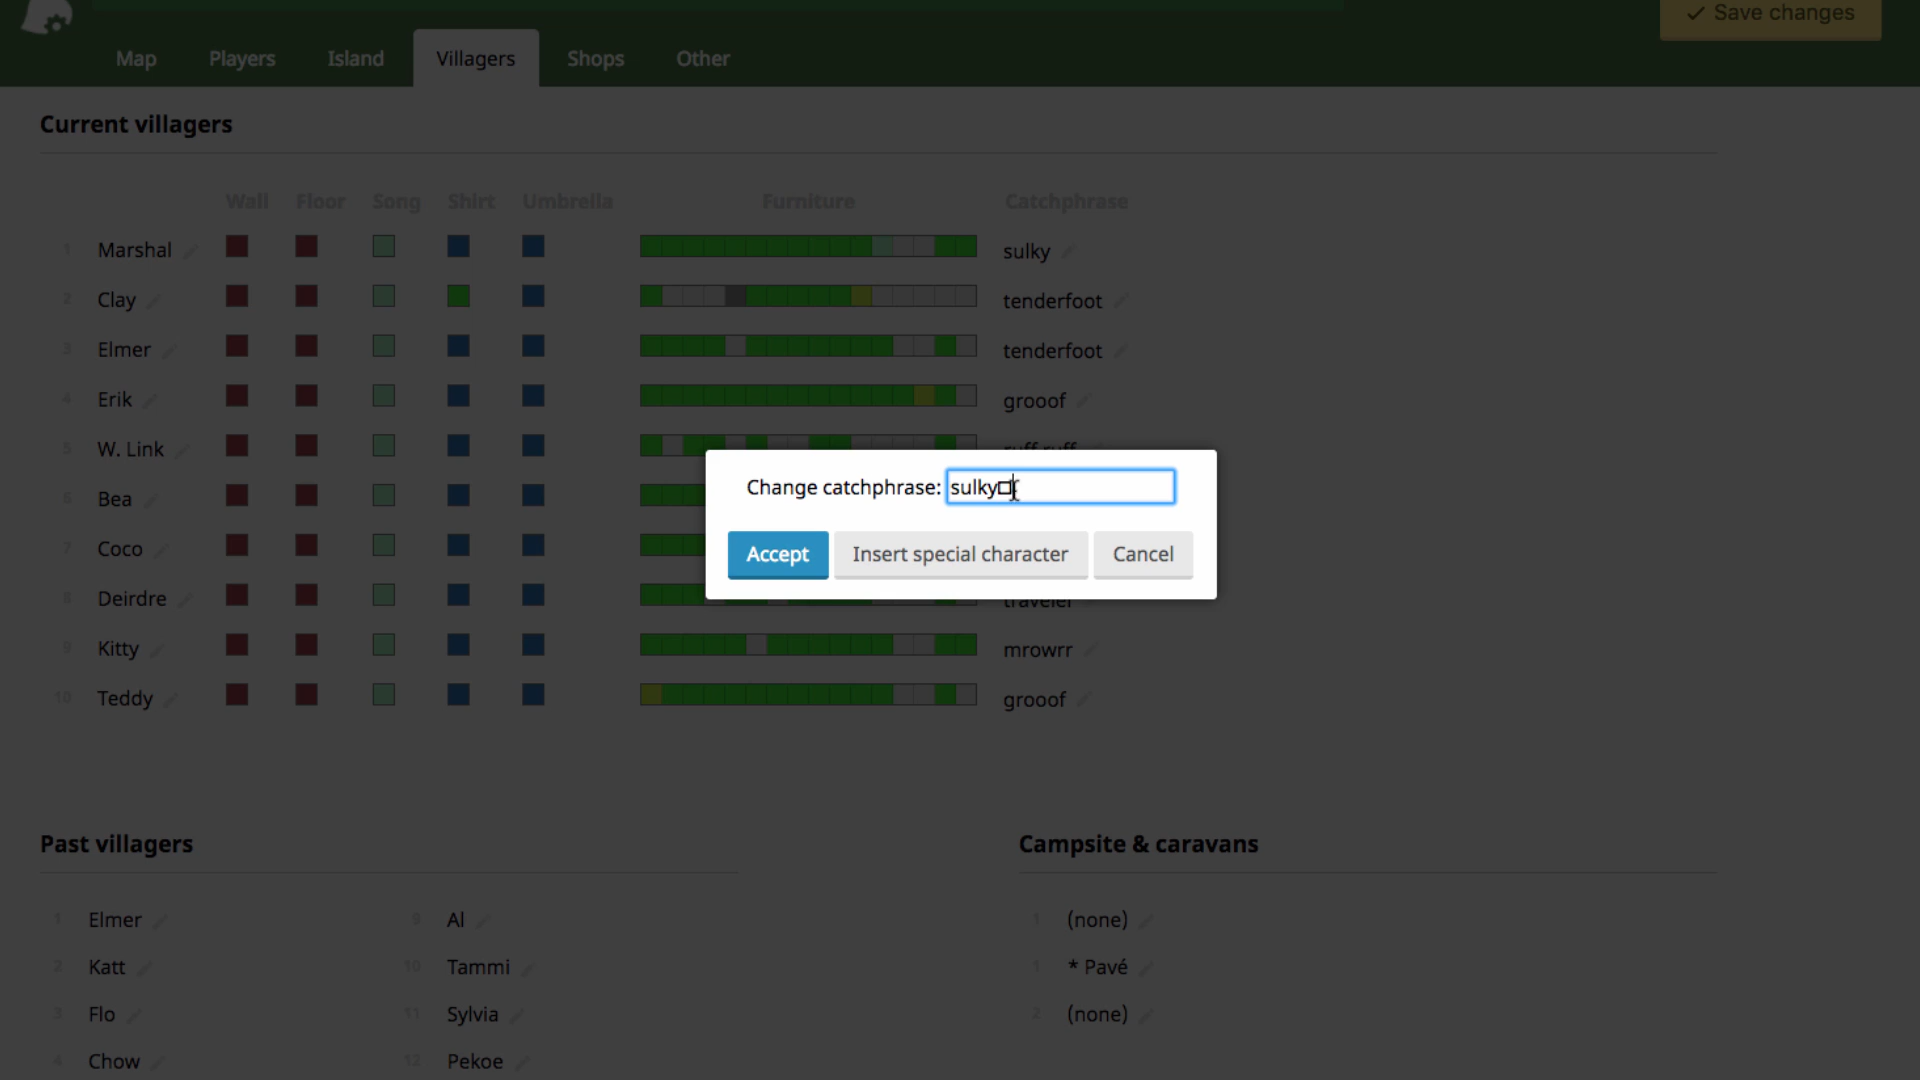 Save changes
Map Players Island Villagers Shops Other
Current villagers
Wall Floor Song Shirt Umbrella Furniture Catchphrase
1 Marshal sulky
2 Clay tenderfoot
3 Elmer tenderfoot
4 Erik grooof
5 W. Link ruff ruff
6 Bea
Change catchphrase: sulky□
7 Coco
Accept Insert special character Cancel
8 Deirdre traveler
9 Kitty mrowrr
10 Teddy grooof
Past villagers Campsite & caravans
1 Elmer 9 Al 1 (none)
2 Katt 10 Tammi 1 * Pavé
3 Flo 11 Sylvia 2 (none)
4 Chow 12 Pekoe